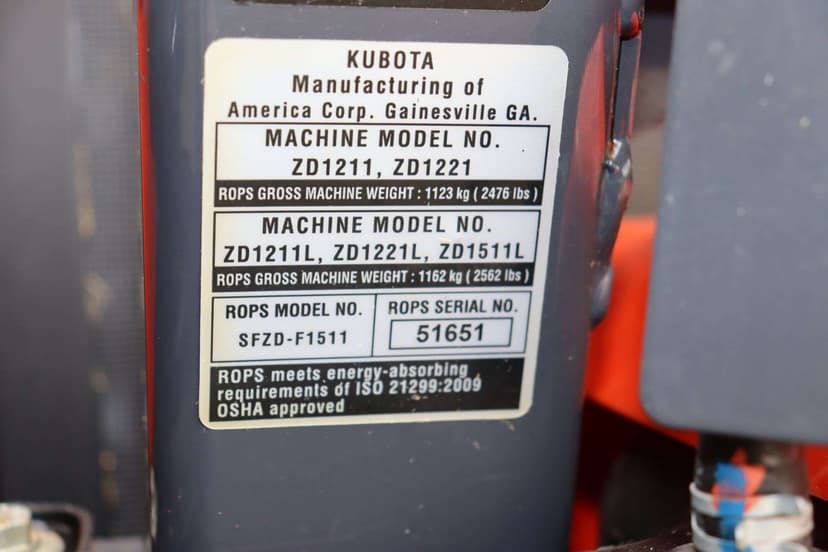 KUBOTA
Manufacturing of
America Corp. Gainesville GA.
MACHINE MODEL NO.
ZD1211, ZD1221
ROPS GROSS MACHINE WEIGHT : 1123 kg ( 2476 lbs )
MACHINE MODEL NO.
ZD1211L, ZD1221L, ZD1511L
ROPS GROSS MACHINE WEIGHT : 1162 kg ( 2562 lbs )
ROPS MODEL NO.
SFZD-F1511
ROPS SERIAL NO.
51651
ROPS meets energy-absorbing
requirements of ISO 21299:2009
OSHA approved